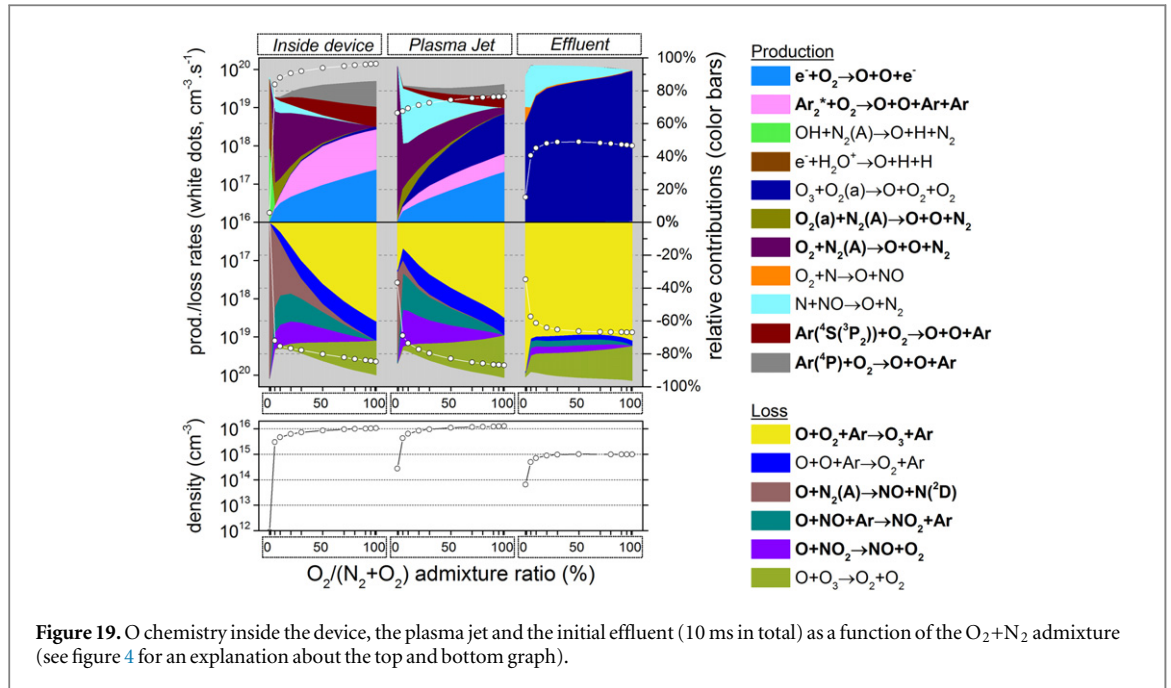 Inside device Plasma Jet Effluent
prod./loss rates (white dots, cm⁻³.s⁻¹)
10²⁰
10¹⁹
10¹⁸
10¹⁷
10¹⁶
10¹⁷
10¹⁸
10¹⁹
10²⁰
100%
80%
60%
40%
20%
0%
-20%
-40%
-60%
-80%
-100%
relative contributions (color bars)
0 50 100 0 50 100 0 50 100
density (cm⁻³)
10¹⁶
10¹⁵
10¹⁴
10¹³
10¹²
0 50 100 0 50 100 0 50 100
O₂/(N₂+O₂) admixture ratio (%)
Production
e⁻+O₂→O+O+e⁻
Ar₂*+O₂→O+O+Ar+Ar
OH+N₂(A)→O+H+N₂
e⁻+H₂O⁺→O+H+H
O₃+O₂(a)→O+O₂+O₂
O₂(a)+N₂(A)→O+O+N₂
O₂+N₂(A)→O+O+N₂
O₂+N→O+NO
N+NO→O+N₂
Ar(⁴S(³P₂))+O₂→O+O+Ar
Ar(⁴P)+O₂→O+O+Ar
Loss
O+O₂+Ar→O₃+Ar
O+O+Ar→O₂+Ar
O+N₂(A)→NO+N(²D)
O+NO+Ar→NO₂+Ar
O+NO₂→NO+O₂
O+O₃→O₂+O₂
Figure 19. O chemistry inside the device, the plasma jet and the initial effluent (10 ms in total) as a function of the O₂+N₂ admixture
(see figure 4 for an explanation about the top and bottom graph).